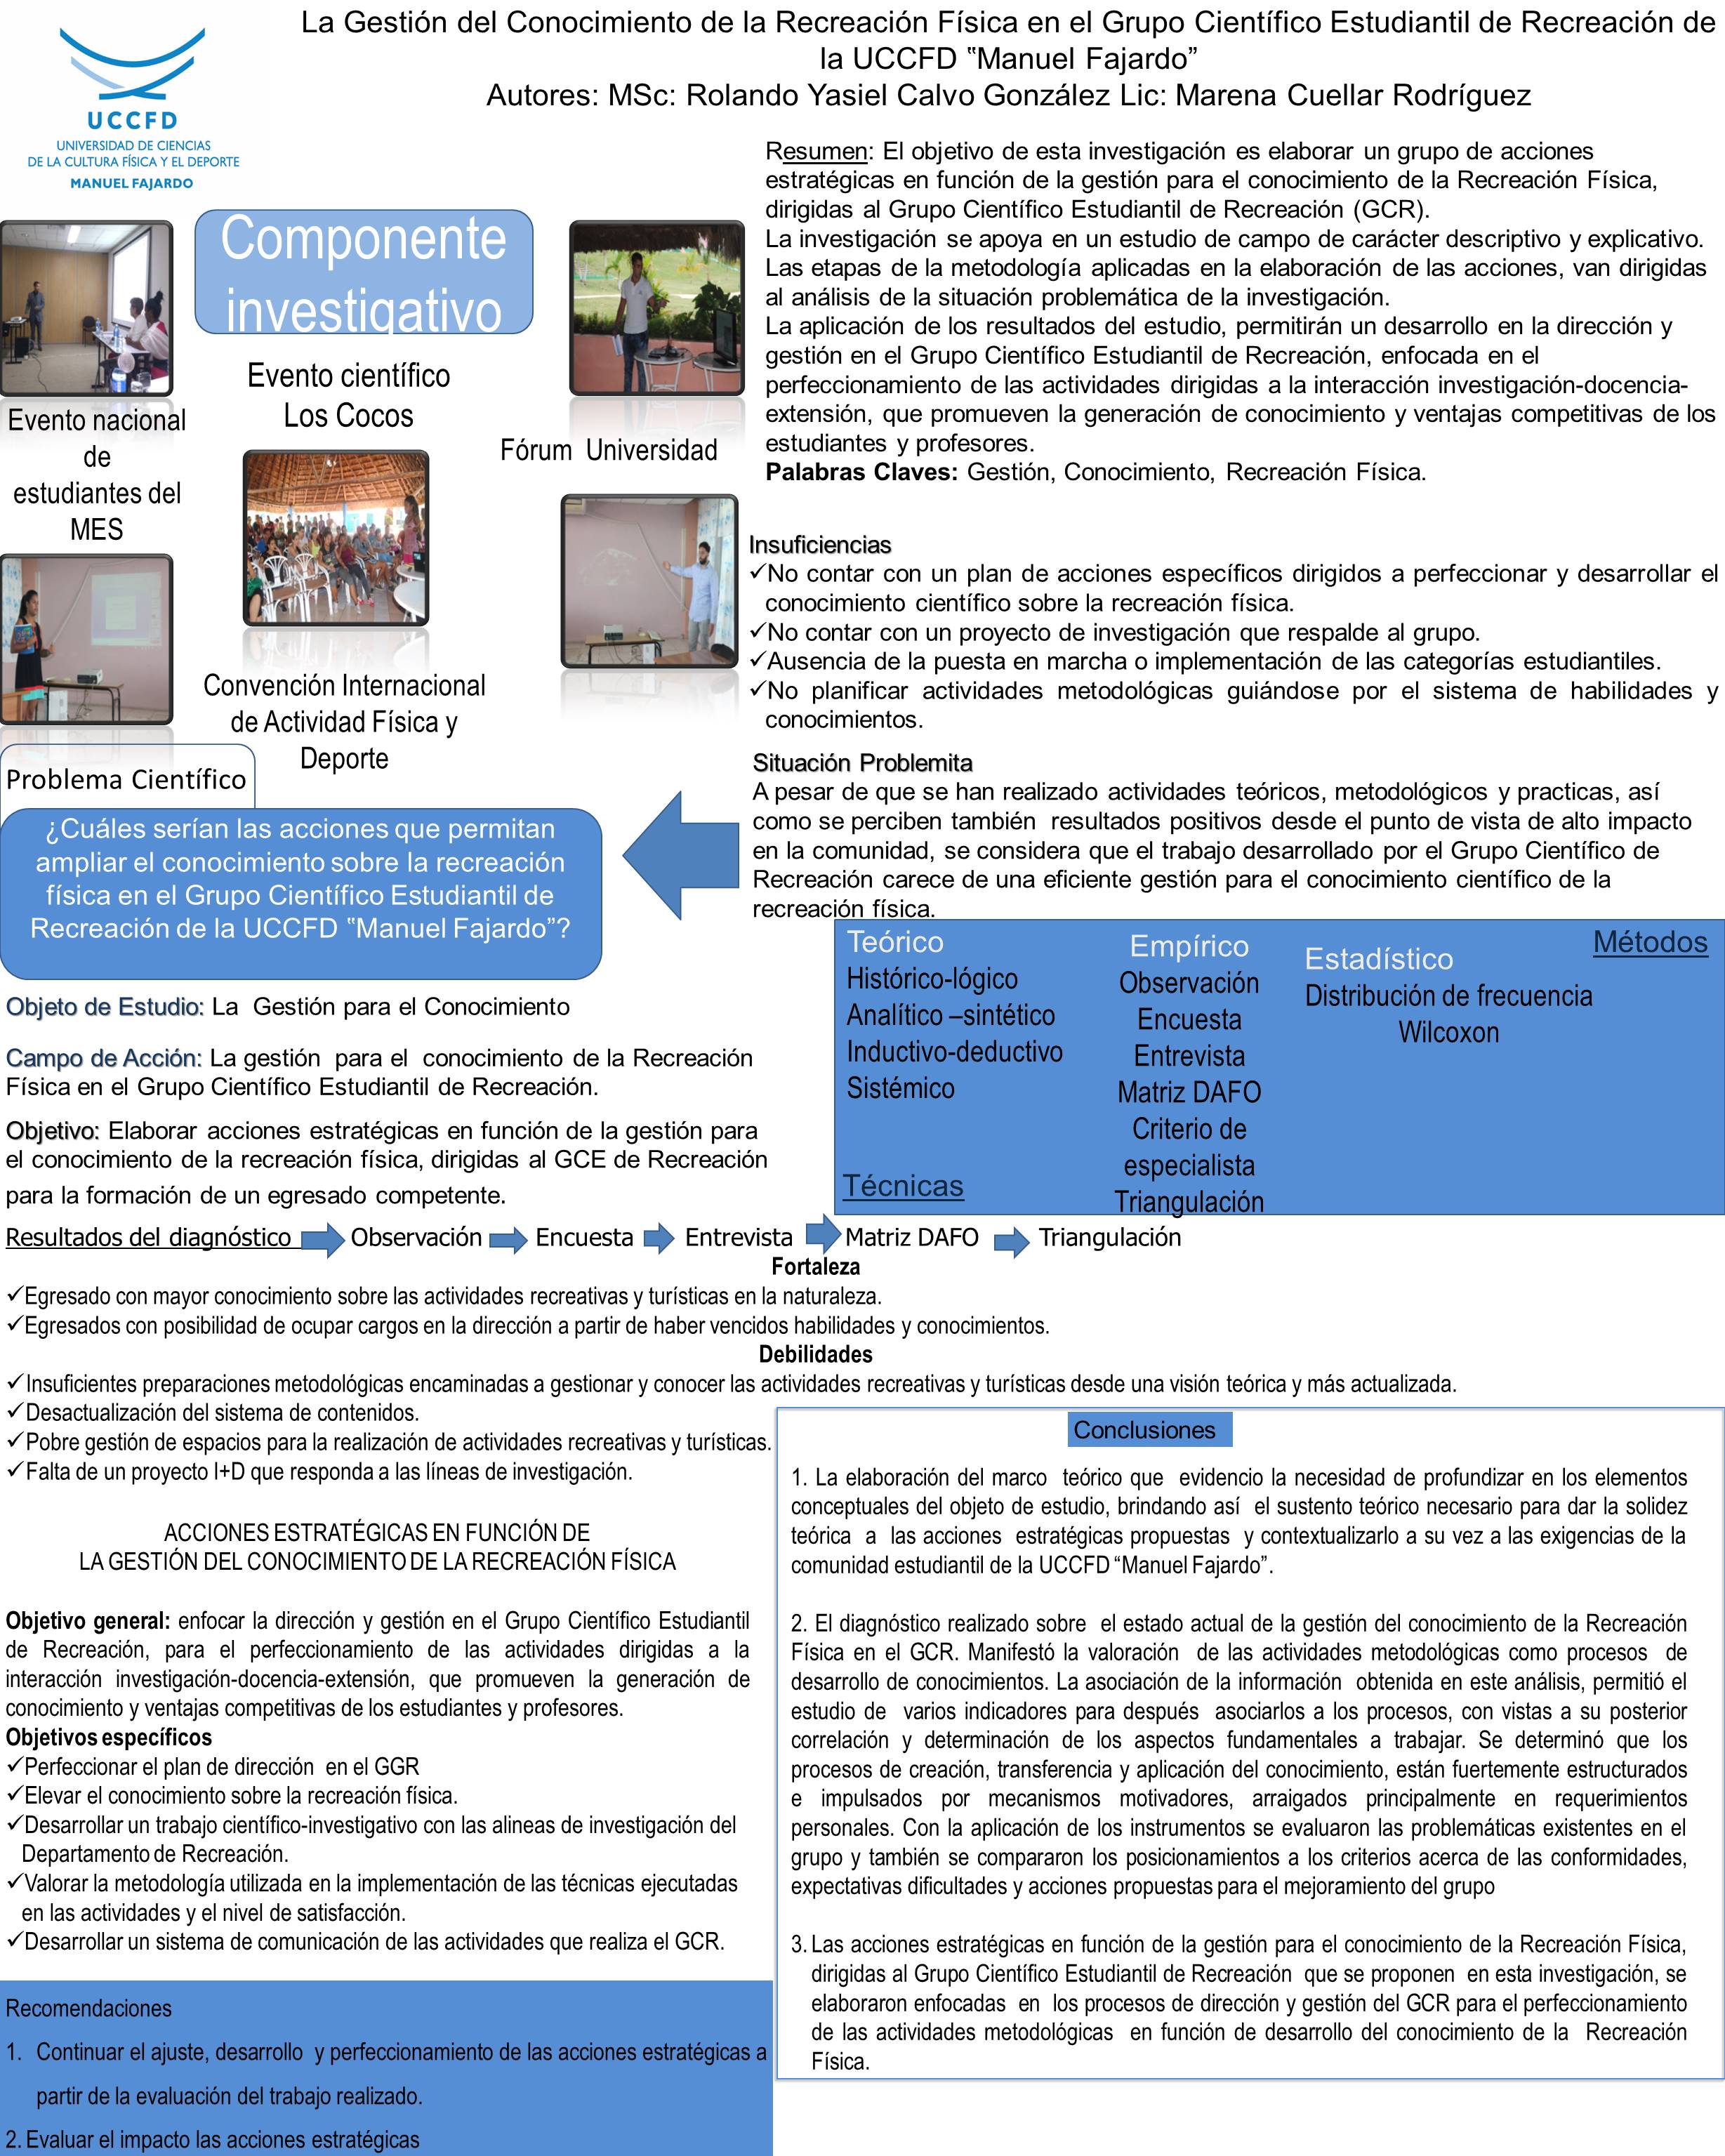 La Gestión del Conocimiento de la Recreación Física en el Grupo Científico Estudiantil de Recreación de
la UCCFD “Manuel Fajardo”
Autores: MSc: Rolando Yasiel Calvo González Lic: Marena Cuellar Rodríguez
UCCFD
UNIVERSIDAD DE CIENCIAS
DE LA CULTURA FÍSICA Y EL DEPORTE
MANUEL FAJARDO
Componente
investigativo
Evento nacional
de
estudiantes del
MES
Evento científico
Los Cocos
Fórum Universidad
Convención Internacional
de Actividad Física y
Deporte
Resumen: El objetivo de esta investigación es elaborar un grupo de acciones
estratégicas en función de la gestión para el conocimiento de la Recreación Física,
dirigidas al Grupo Científico Estudiantil de Recreación (GCR).
La investigación se apoya en un estudio de campo de carácter descriptivo y explicativo.
Las etapas de la metodología aplicadas en la elaboración de las acciones, van dirigidas
al análisis de la situación problemática de la investigación.
La aplicación de los resultados del estudio, permitirán un desarrollo en la dirección y
gestión en el Grupo Científico Estudiantil de Recreación, enfocada en el
perfeccionamiento de las actividades dirigidas a la interacción investigación-docencia-
extensión, que promueven la generación de conocimiento y ventajas competitivas de los
estudiantes y profesores.
Palabras Claves: Gestión, Conocimiento, Recreación Física.
Insuficiencias
✓No contar con un plan de acciones específicos dirigidos a perfeccionar y desarrollar el
conocimiento científico sobre la recreación física.
✓No contar con un proyecto de investigación que respalde al grupo.
✓Ausencia de la puesta en marcha o implementación de las categorías estudiantiles.
✓No planificar actividades metodológicas guiándose por el sistema de habilidades y
conocimientos.
Situación Problemita
A pesar de que se han realizado actividades teóricos, metodológicos y practicas, así
como se perciben también resultados positivos desde el punto de vista de alto impacto
en la comunidad, se considera que el trabajo desarrollado por el Grupo Científico de
Recreación carece de una eficiente gestión para el conocimiento científico de la
recreación física.
Problema Científico
¿Cuáles serían las acciones que permitan
ampliar el conocimiento sobre la recreación
física en el Grupo Científico Estudiantil de
Recreación de la UCCFD “Manuel Fajardo”?
Objeto de Estudio: La Gestión para el Conocimiento
Campo de Acción: La gestión para el conocimiento de la Recreación
Física en el Grupo Científico Estudiantil de Recreación.
Objetivo: Elaborar acciones estratégicas en función de la gestión para
el conocimiento de la recreación física, dirigidas al GCE de Recreación
para la formación de un egresado competente.
Métodos
Teórico
Histórico-lógico
Analítico –sintético
Inductivo-deductivo
Sistémico
Técnicas
Empírico
Observación
Encuesta
Entrevista
Matriz DAFO
Criterio de
especialista
Triangulación
Estadístico
Distribución de frecuencia
Wilcoxon
Resultados del diagnóstico Observación Encuesta Entrevista Matriz DAFO Triangulación
Fortaleza
✓Egresado con mayor conocimiento sobre las actividades recreativas y turísticas en la naturaleza.
✓Egresados con posibilidad de ocupar cargos en la dirección a partir de haber vencidos habilidades y conocimientos.
Debilidades
✓Insuficientes preparaciones metodológicas encaminadas a gestionar y conocer las actividades recreativas y turísticas desde una visión teórica y más actualizada.
✓Desactualización del sistema de contenidos.
✓Pobre gestión de espacios para la realización de actividades recreativas y turísticas.
✓Falta de un proyecto I+D que responda a las líneas de investigación.
ACCIONES ESTRATÉGICAS EN FUNCIÓN DE
LA GESTIÓN DEL CONOCIMIENTO DE LA RECREACIÓN FÍSICA
Objetivo general: enfocar la dirección y gestión en el Grupo Científico Estudiantil
de Recreación, para el perfeccionamiento de las actividades dirigidas a la
interacción investigación-docencia-extensión, que promueven la generación de
conocimiento y ventajas competitivas de los estudiantes y profesores.
Objetivos específicos
✓Perfeccionar el plan de dirección en el GGR
✓Elevar el conocimiento sobre la recreación física.
✓Desarrollar un trabajo científico-investigativo con las alineas de investigación del
Departamento de Recreación.
✓Valorar la metodología utilizada en la implementación de las técnicas ejecutadas
en las actividades y el nivel de satisfacción.
✓Desarrollar un sistema de comunicación de las actividades que realiza el GCR.
Recomendaciones
1. Continuar el ajuste, desarrollo y perfeccionamiento de las acciones estratégicas a
partir de la evaluación del trabajo realizado.
2. Evaluar el impacto las acciones estratégicas
Conclusiones
1. La elaboración del marco teórico que evidencio la necesidad de profundizar en los elementos
conceptuales del objeto de estudio, brindando así el sustento teórico necesario para dar la solidez
teórica a las acciones estratégicas propuestas y contextualizarlo a su vez a las exigencias de la
comunidad estudiantil de la UCCFD “Manuel Fajardo”.
2. El diagnóstico realizado sobre el estado actual de la gestión del conocimiento de la Recreación
Física en el GCR. Manifestó la valoración de las actividades metodológicas como procesos de
desarrollo de conocimientos. La asociación de la información obtenida en este análisis, permitió el
estudio de varios indicadores para después asociarlos a los procesos, con vistas a su posterior
correlación y determinación de los aspectos fundamentales a trabajar. Se determinó que los
procesos de creación, transferencia y aplicación del conocimiento, están fuertemente estructurados
e impulsados por mecanismos motivadores, arraigados principalmente en requerimientos
personales. Con la aplicación de los instrumentos se evaluaron las problemáticas existentes en el
grupo y también se compararon los posicionamientos a los criterios acerca de las conformidades,
expectativas dificultades y acciones propuestas para el mejoramiento del grupo
3. Las acciones estratégicas en función de la gestión para el conocimiento de la Recreación Física,
dirigidas al Grupo Científico Estudiantil de Recreación que se proponen en esta investigación, se
elaboraron enfocadas en los procesos de dirección y gestión del GCR para el perfeccionamiento
de las actividades metodológicas en función de desarrollo del conocimiento de la Recreación
Física.